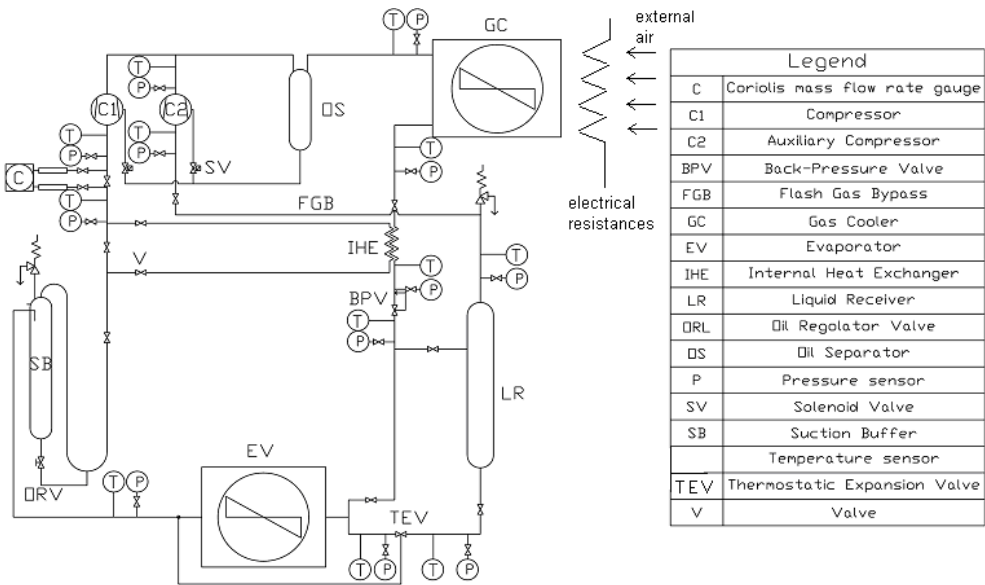 T
P
GC
external
air
T
P
C1
C2
OS
T
P
T
P
SV
T
P
C
T
P
FGB
electrical
resistances
IHE
V
T
P
T
P
BPV
T
P
SB
LR
EV
ORV
T
P
TEV
T
P
T
P
Legend
C Coriolis mass flow rate gauge
C1 Compressor
C2 Auxiliary Compressor
BPV Back-Pressure Valve
FGB Flash Gas Bypass
GC Gas Cooler
EV Evaporator
IHE Internal Heat Exchanger
LR Liquid Receiver
ORL Oil Regolator Valve
OS Oil Separator
P Pressure sensor
SV Solenoid Valve
SB Suction Buffer
Temperature sensor
TEV Thermostatic Expansion Valve
V Valve